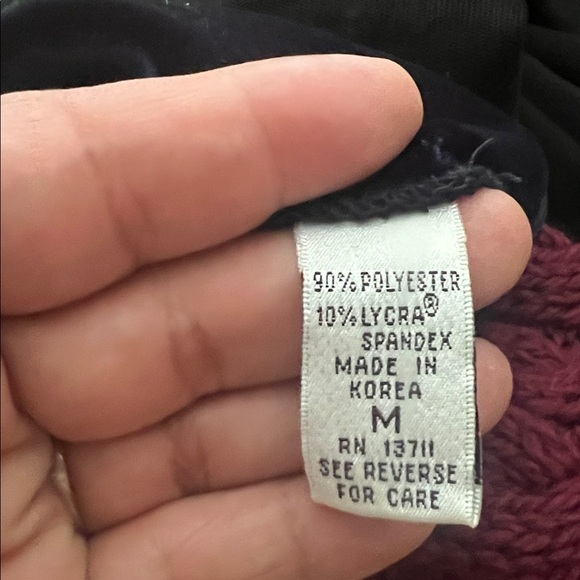 90% POLYESTER
10% LYCRA®
SPANDEX
MADE IN
KOREA
M
RN 13711
SEE REVERSE
FOR CARE